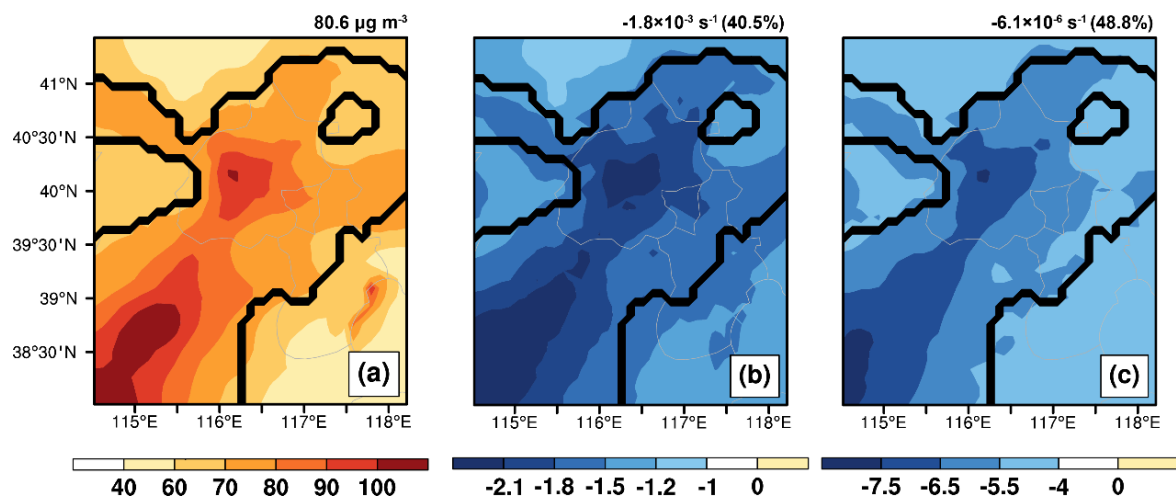 80.6 µg m⁻³
-1.8×10⁻³ s⁻¹ (40.5%)
-6.1×10⁻⁶ s⁻¹ (48.8%)
41°N
40°30'N
40°N
39°30'N
39°N
38°30'N
(a)
(b)
(c)
115°E 116°E 117°E 118°E
115°E 116°E 117°E 118°E
115°E 116°E 117°E 118°E
40 60 70 80 90 100
-2.1 -1.8 -1.5 -1.2 -1 0
-7.5 -6.5 -5.5 -4 0